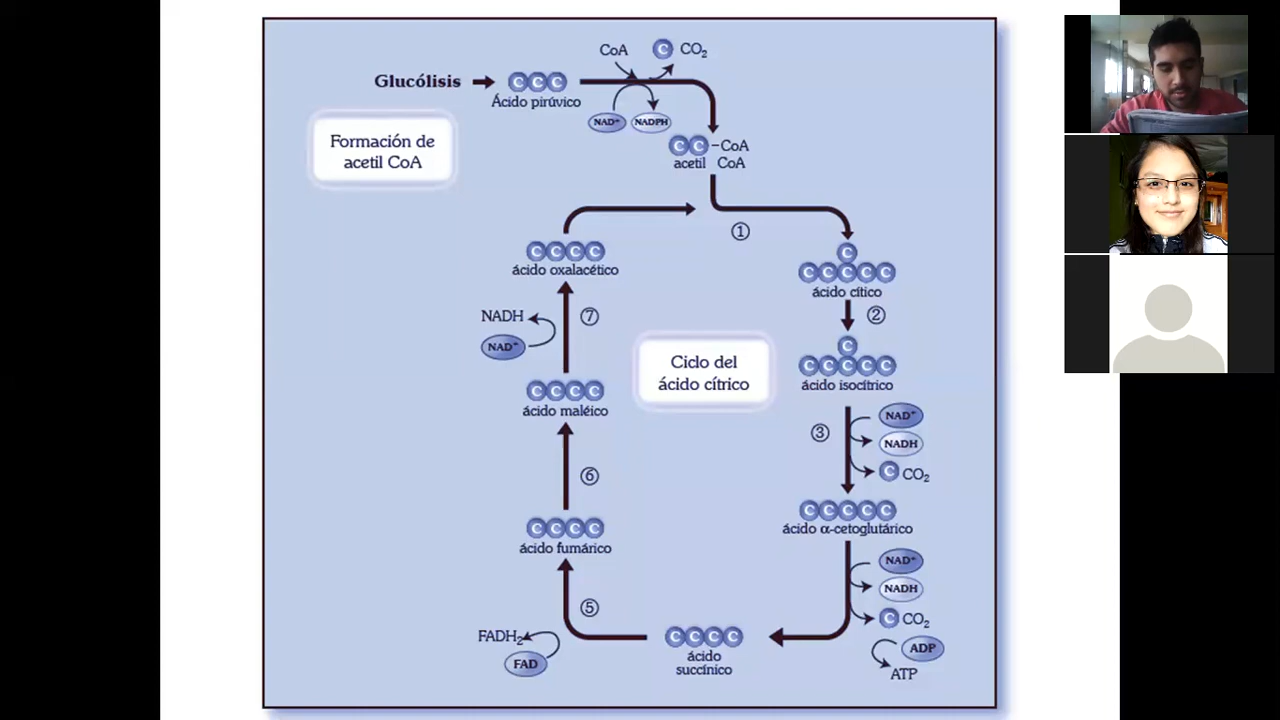 CoA
C CO₂
Glucólisis
C C C
Ácido pirúvico
NAD⁺
NADPH
Formación de
acetil CoA
C C -CoA
acetil CoA
①
C C C C
ácido oxalacético
C
C C C C C
ácido cítico
②
NADH
NAD⁺
⑦
Ciclo del
ácido cítrico
C
C C C C C
ácido isocítrico
C C C C
ácido maléico
③
NAD⁺
NADH
C CO₂
⑥
C C C C C
ácido α-cetoglutárico
C C C C
ácido fumárico
NAD⁺
NADH
C CO₂
⑤
FADH₂
FAD
C C C C
ácido
succínico
ADP
ATP